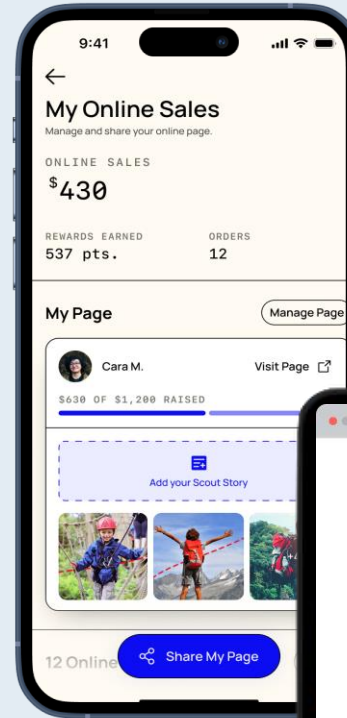 9:41
My Online Sales
Manage and share your online page.
ONLINE SALES
$430
REWARDS EARNED ORDERS
537 pts. 12
My Page Manage Page
Cara M. Visit Page
$630 OF $1,200 RAISED
Add your Scout Story
12 Online
Share My Page